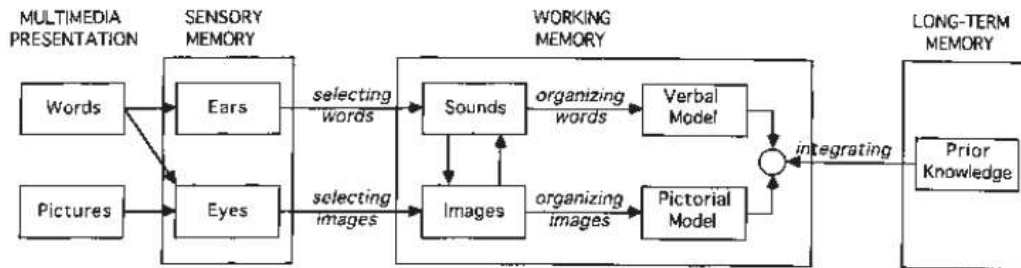 MULTIMEDIA
PRESENTATION
SENSORY
MEMORY
WORKING
MEMORY
LONG-TERM
MEMORY
Words
Ears
selecting
words
Sounds
organizing
words
Verbal
Model
integrating
Prior
Knowledge
Pictures
Eyes
selecting
images
Images
organizing
images
Pictorial
Model